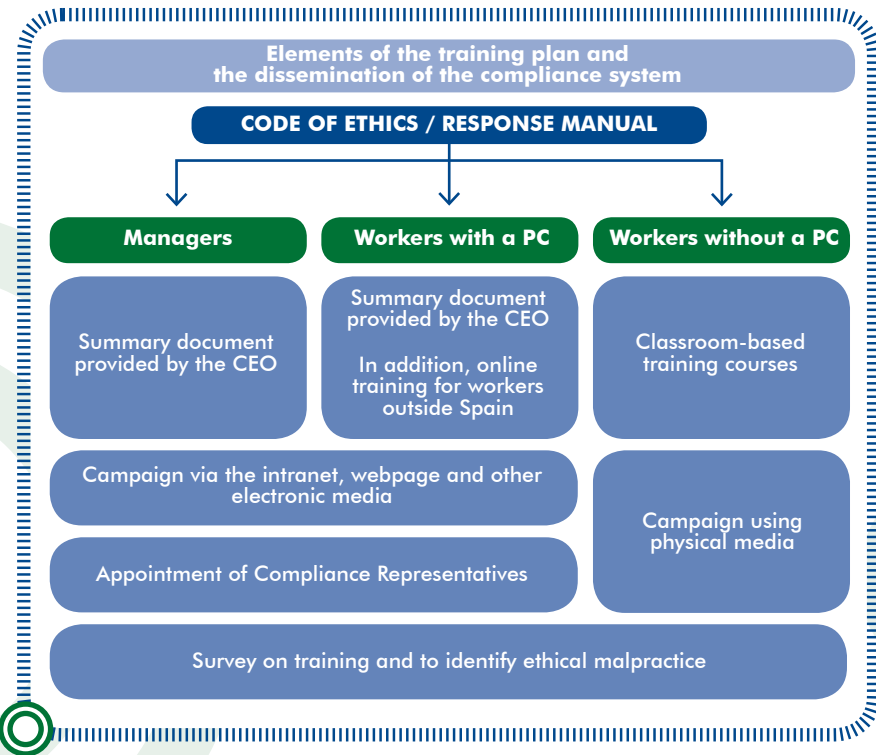 Elements of the training plan and
the dissemination of the compliance system
CODE OF ETHICS / RESPONSE MANUAL
Managers
Workers with a PC
Workers without a PC
Summary document
provided by the CEO
Summary document
provided by the CEO
In addition, online
training for workers
outside Spain
Classroom-based
training courses
Campaign via the intranet, webpage and other
electronic media
Campaign using
physical media
Appointment of Compliance Representatives
Survey on training and to identify ethical malpractice